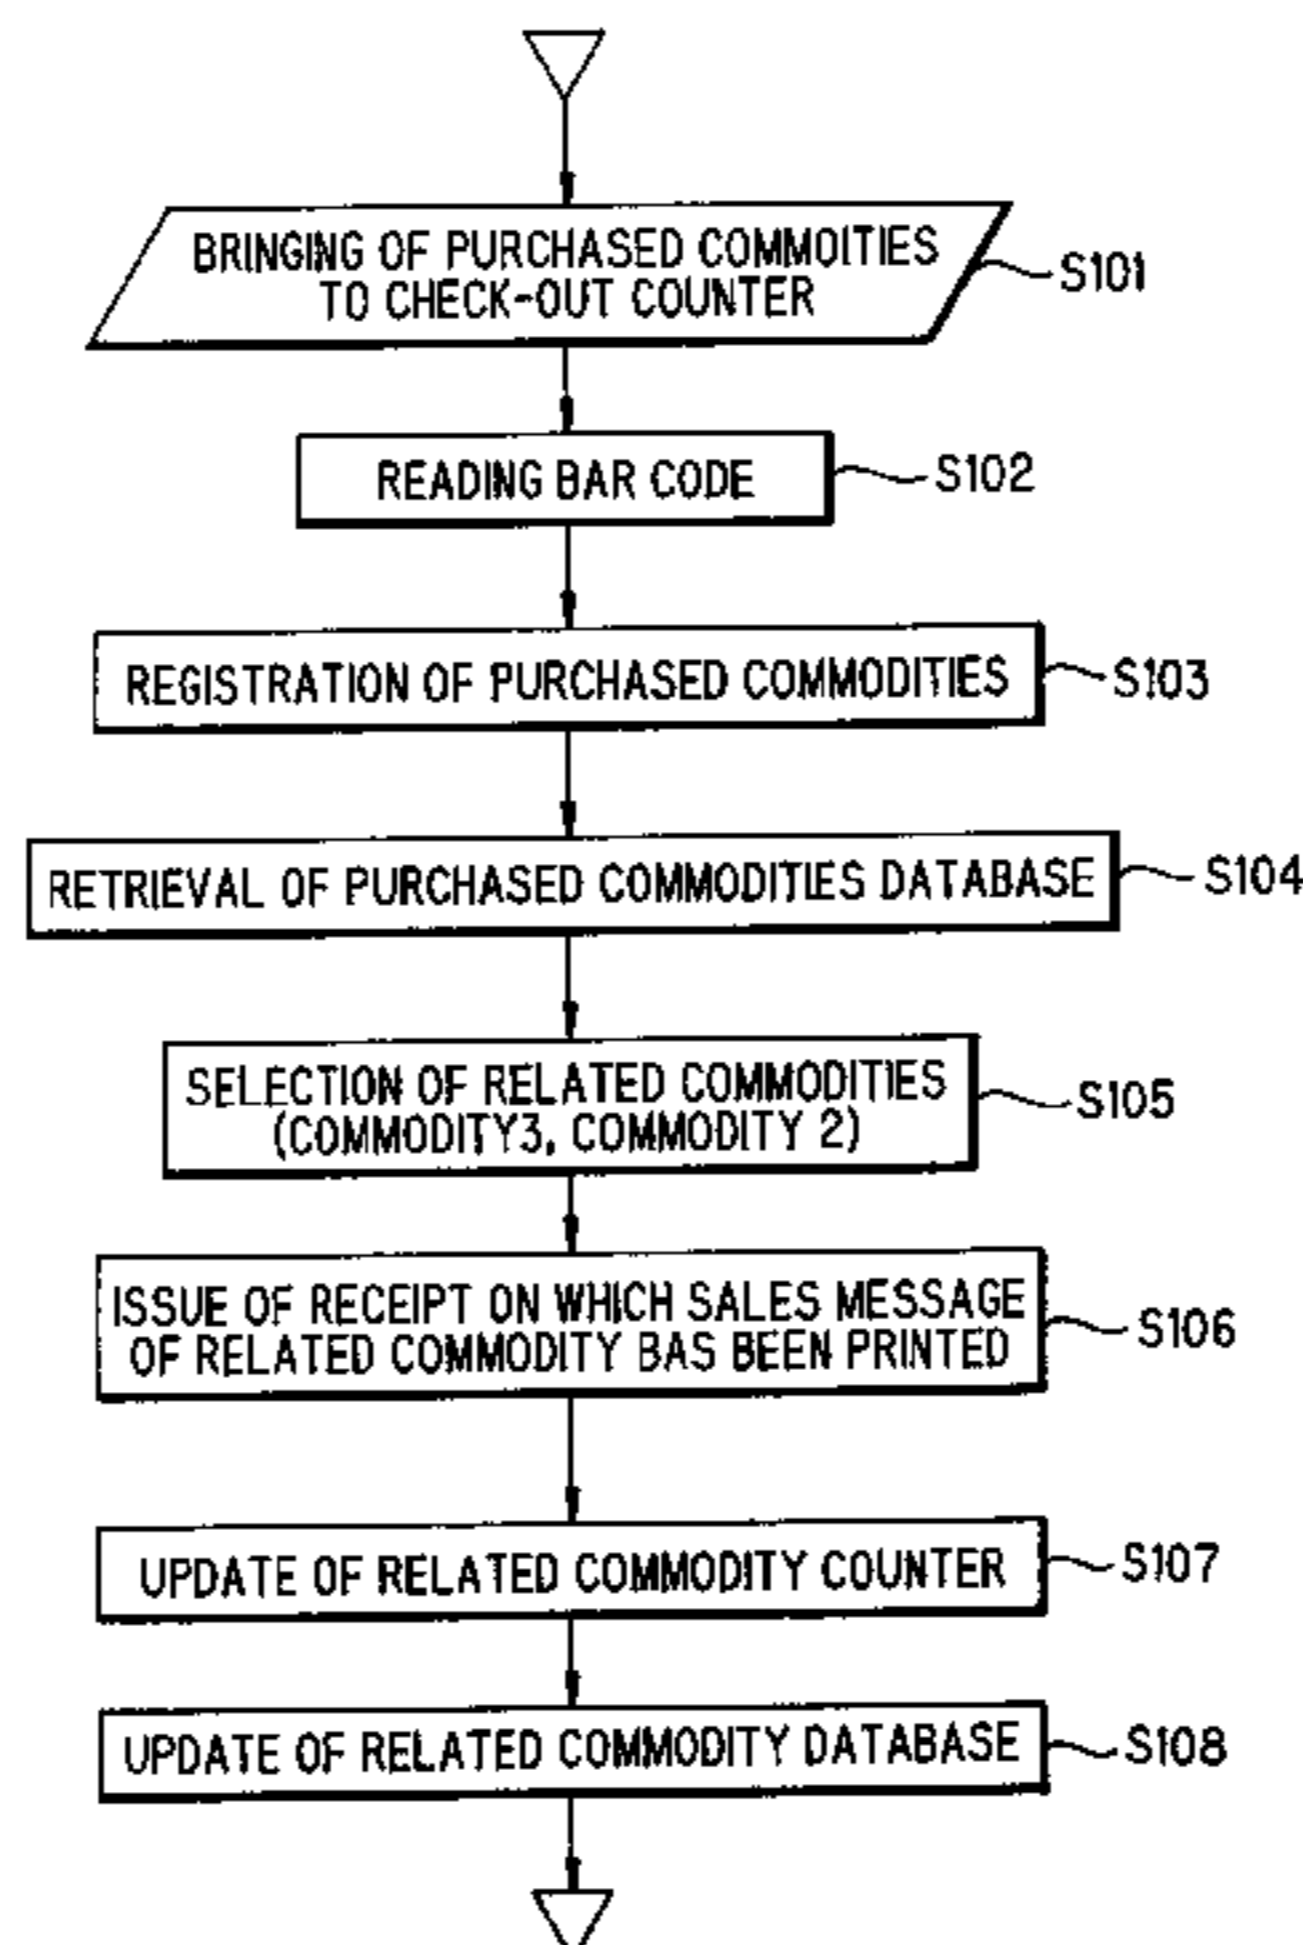 BRINGING OF PURCHASED COMMOITIES
TO CHECK-OUT COUNTER
S101
READING BAR CODE
S102
REGISTRATION OF PURCHASED COMMODITIES
S103
RETRIEVAL OF PURCHASED COMMODITIES DATABASE
S104
SELECTION OF RELATED COMMODITIES
(COMMODITY3, COMMODITY 2)
S105
ISSUE OF RECEIPT ON WHICH SALES MESSAGE
OF RELATED COMMODITY BAS BEEN PRINTED
S106
UPDATE OF RELATED COMMODITY COUNTER
S107
UPDATE OF RELATED COMMODITY DATABASE
S108